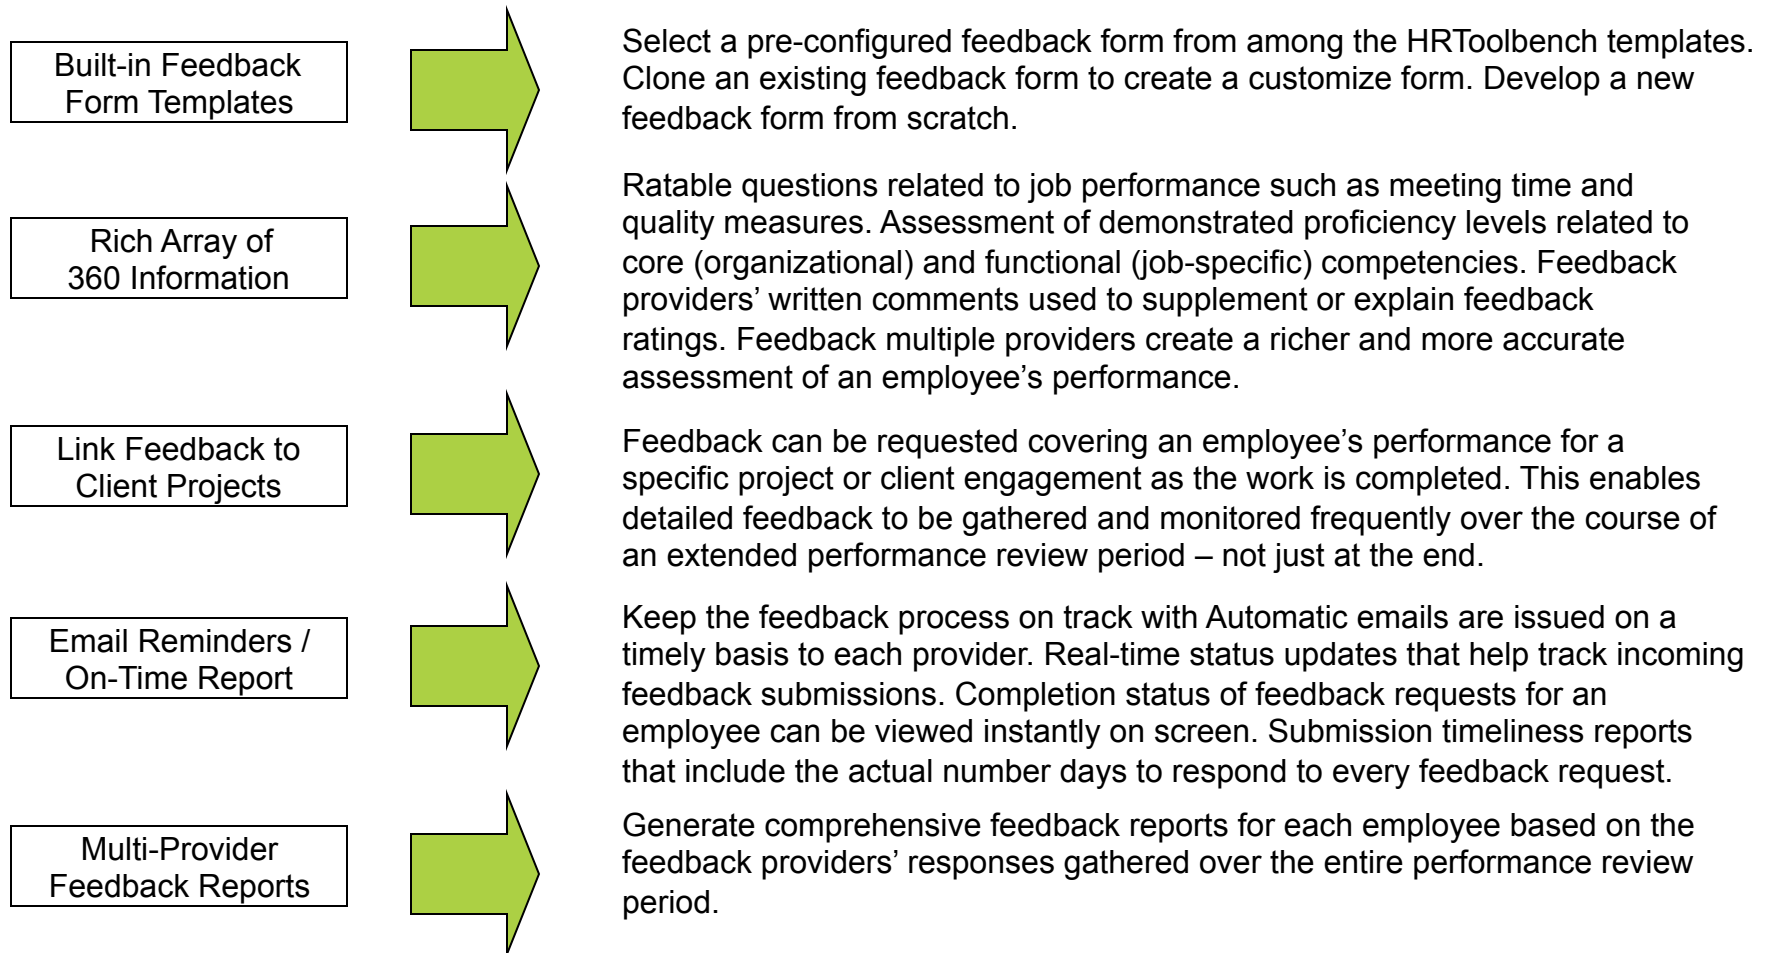 Built-in Feedback
Form Templates
Select a pre-configured feedback form from among the HRToolbench templates.
Clone an existing feedback form to create a customize form. Develop a new
feedback form from scratch.
Rich Array of
360 Information
Ratable questions related to job performance such as meeting time and
quality measures. Assessment of demonstrated proficiency levels related to
core (organizational) and functional (job-specific) competencies. Feedback
providers’ written comments used to supplement or explain feedback
ratings. Feedback multiple providers create a richer and more accurate
assessment of an employee’s performance.
Link Feedback to
Client Projects
Feedback can be requested covering an employee’s performance for a
specific project or client engagement as the work is completed. This enables
detailed feedback to be gathered and monitored frequently over the course of
an extended performance review period – not just at the end.
Email Reminders /
On-Time Report
Keep the feedback process on track with Automatic emails are issued on a
timely basis to each provider. Real-time status updates that help track incoming
feedback submissions. Completion status of feedback requests for an
employee can be viewed instantly on screen. Submission timeliness reports
that include the actual number days to respond to every feedback request.
Multi-Provider
Feedback Reports
Generate comprehensive feedback reports for each employee based on the
feedback providers’ responses gathered over the entire performance review
period.